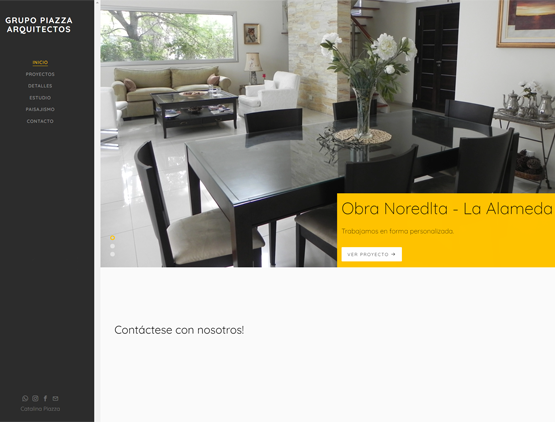 GRUPO PIAZZA
ARQUITECTOS
INICIO
PROYECTOS
DETALLES
ESTUDIO
PAISAJISMO
CONTACTO
Obra Noredlta - La Alameda
Trabajamos en forma personalizada
VER PROYECTO →
Contáctese con nosotros!
Catalina Piazza